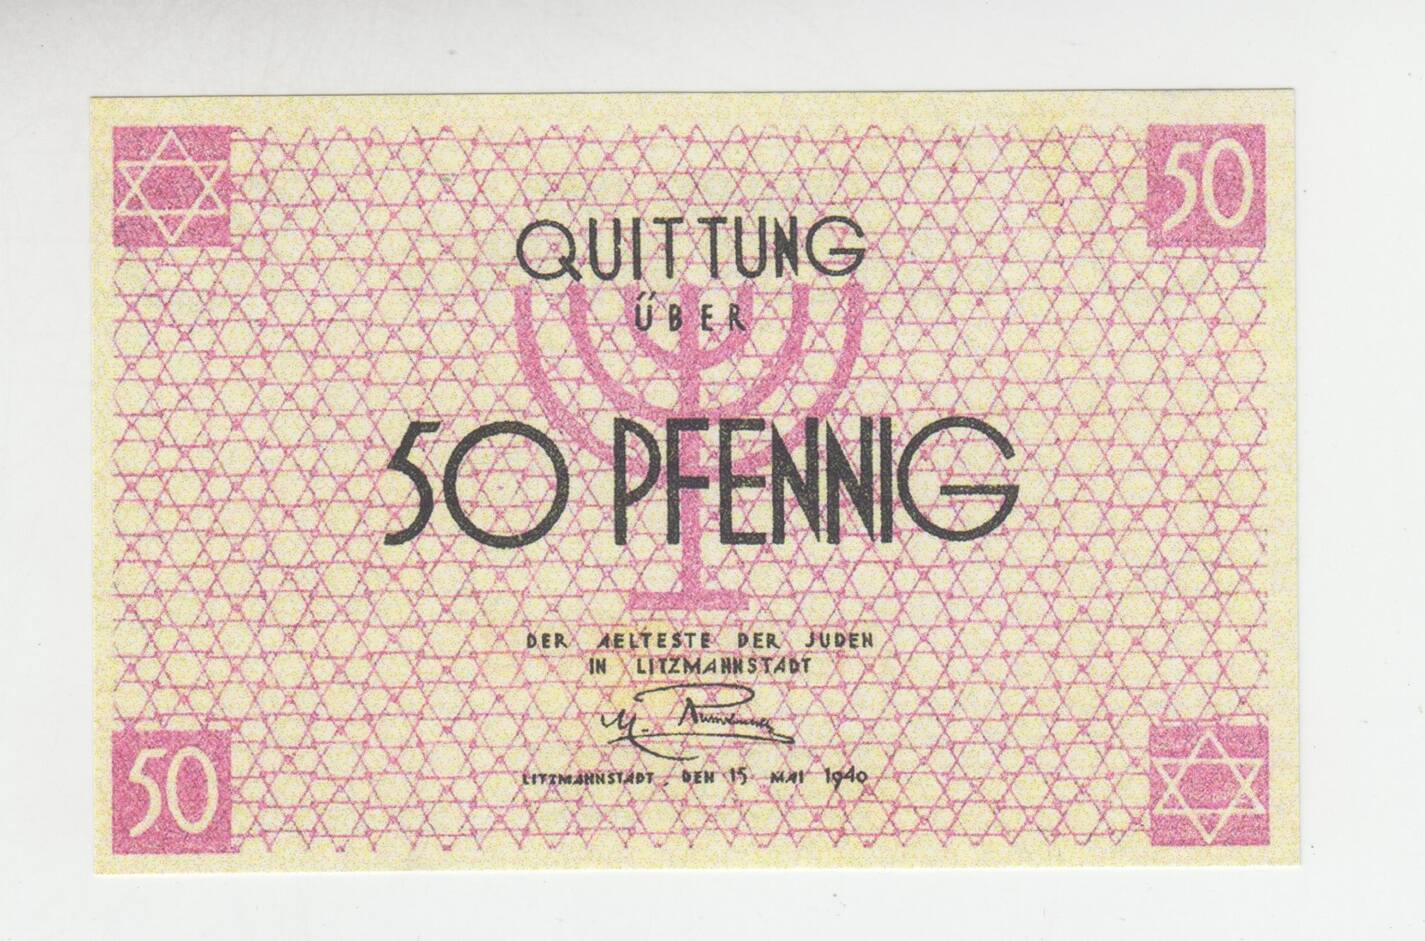 50
QUITTUNG
ÜBER
50 PFENNIG
DER AELTESTE DER JUDEN
IN LITZMANNSTADT
50
LITZMANNSTADT, DEN 15 MAI 1940